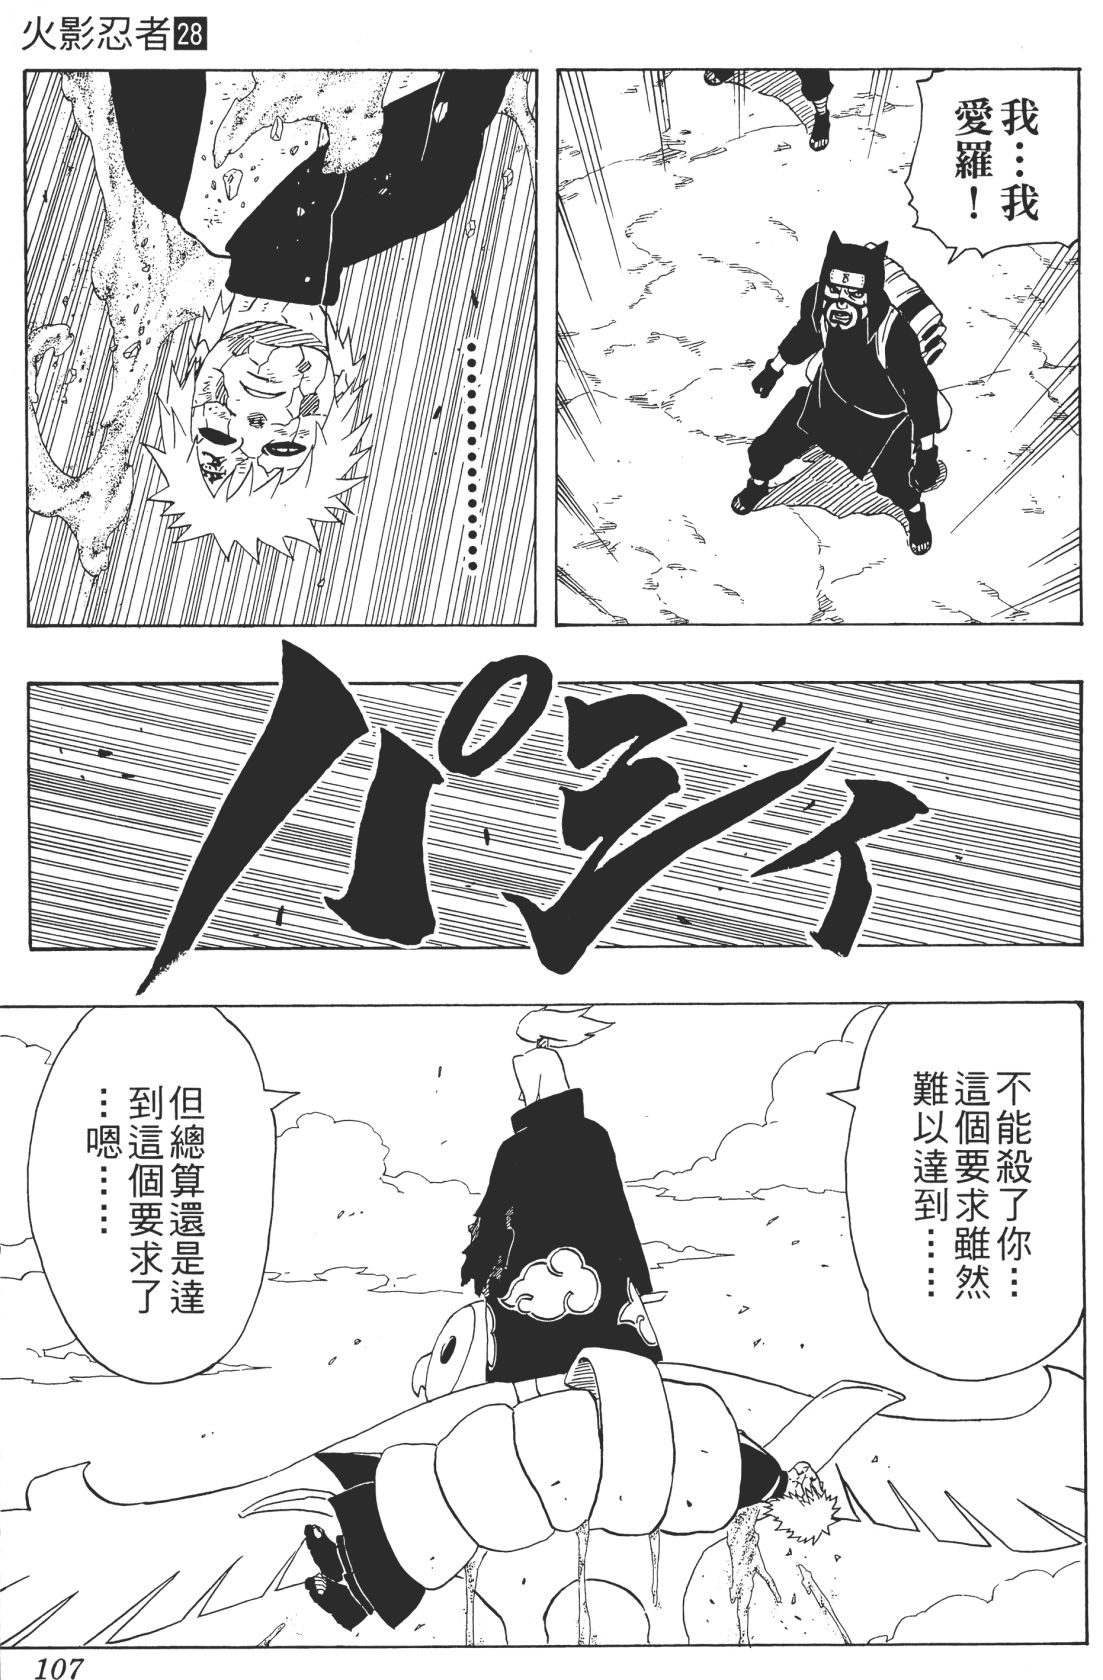 火影忍者28
我…我
愛羅！
…………
パシィ
不能殺了你…
這個要求雖然
難以達到……
但總算還是達
到這個要求了
…嗯……
107